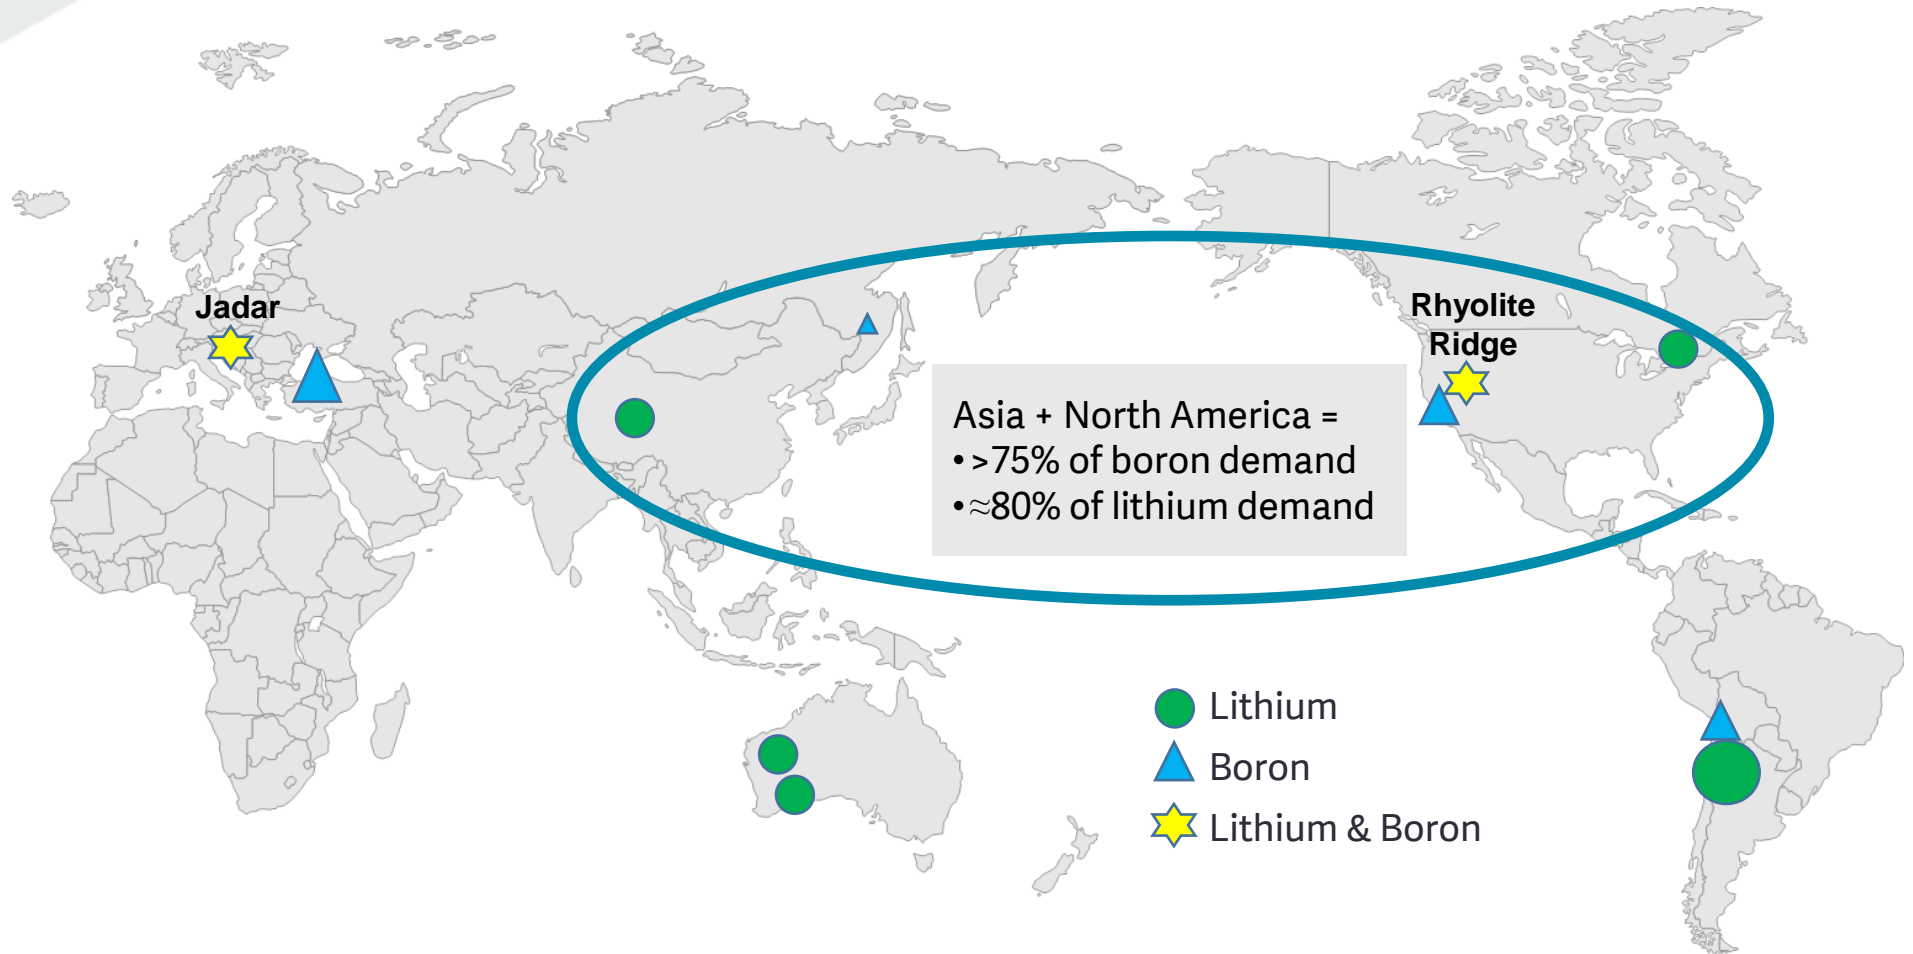 Jadar
Rhyolite
Ridge
Asia + North America =
• >75% of boron demand
• ≈80% of lithium demand
Lithium
Boron
Lithium & Boron